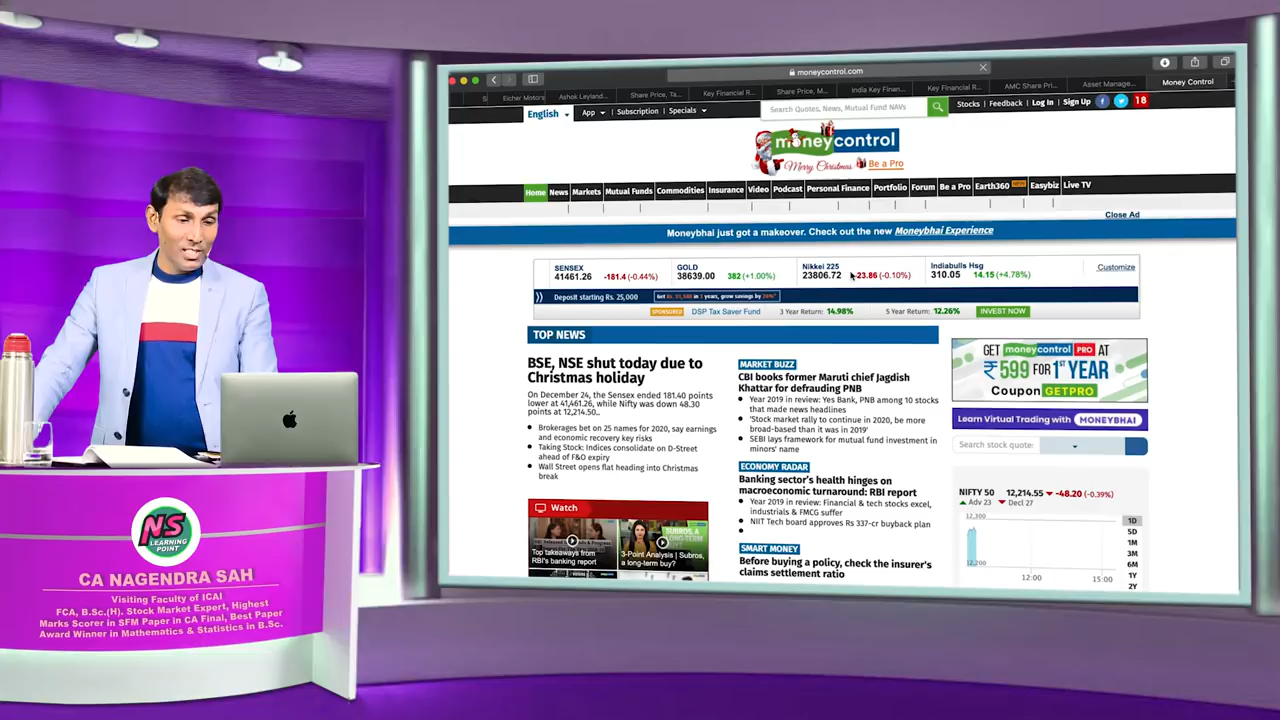 moneycontrol.com
Eicher Motors
Ashok Leyland...
Share Price, Ta...
Key Financial R...
Share Price, M...
India Key Finan...
Key Financial R...
AMC Share Pri...
Asset Manage...
Money Control
English
App
Subscription
Specials
Search Quotes, News, Mutual Fund NAVs
Stocks | Feedback | Log In | Sign Up
f
18
moneycontrol
Merry Christmas
Be a Pro
Home
News
Markets
Mutual Funds
Commodities
Insurance
Video
Podcast
Personal Finance
Portfolio
Forum
Be a Pro
Earth360
Easybiz
Live TV
Close Ad
Moneybhai just got a makeover. Check out the new Moneybhai Experience
SENSEX
41461.26 -181.4 (-0.44%)
GOLD
38639.00 382 (+1.00%)
Nikkei 225
23806.72 -23.86 (-0.10%)
Indiabulls Hsg
310.05 14.15 (+4.78%)
Customize
Deposit starting Rs. 25,000
SPONSORED
DSP Tax Saver Fund
3 Year Return: 14.98%
5 Year Return: 12.26%
INVEST NOW
TOP NEWS
BSE, NSE shut today due to
Christmas holiday
On December 24, the Sensex ended 181.40 points
lower at 41,461.26, while Nifty was down 48.30
points at 12,214.50..
Brokerages bet on 25 names for 2020, say earnings
and economic recovery key risks
Taking Stock: Indices consolidate on D-Street
ahead of F&O expiry
Wall Street opens flat heading into Christmas
break
Watch
Top takeaways from
RBI's banking report
3-Point Analysis | Subros,
a long-term buy?
MARKET BUZZ
CBI books former Maruti chief Jagdish
Khattar for defrauding PNB
Year 2019 in review: Yes Bank, PNB among 10 stocks
that made news headlines
'Stock market rally to continue in 2020, be more
broad-based than it was in 2019'
SEBI lays framework for mutual fund investment in
minors' name
ECONOMY RADAR
Banking sector's health hinges on
macroeconomic turnaround: RBI report
Year 2019 in review: Financial & tech stocks excel,
industrials & FMCG suffer
NIIT Tech board approves Rs 337-cr buyback plan
SMART MONEY
Before buying a policy, check the insurer's
claims settlement ratio
GET moneycontrol PRO AT
₹599 FOR 1ST YEAR
Coupon GETPRO
Learn Virtual Trading with MONEYBHAI
Search stock quote:
NIFTY 50 12,214.55 -48.20 (-0.39%)
Adv 23 Decl 27
12,300
12,200
12:00
15:00
1D
5D
1M
3M
6M
1Y
2Y
NS
LEARNING
POINT
CA NAGENDRA SAH
Visiting Faculty of ICAI
FCA, B.Sc.(H). Stock Market Expert, Highest
Marks Scorer in SFM Paper in CA Final, Best Paper
Award Winner in Mathematics & Statistics in B.Sc.